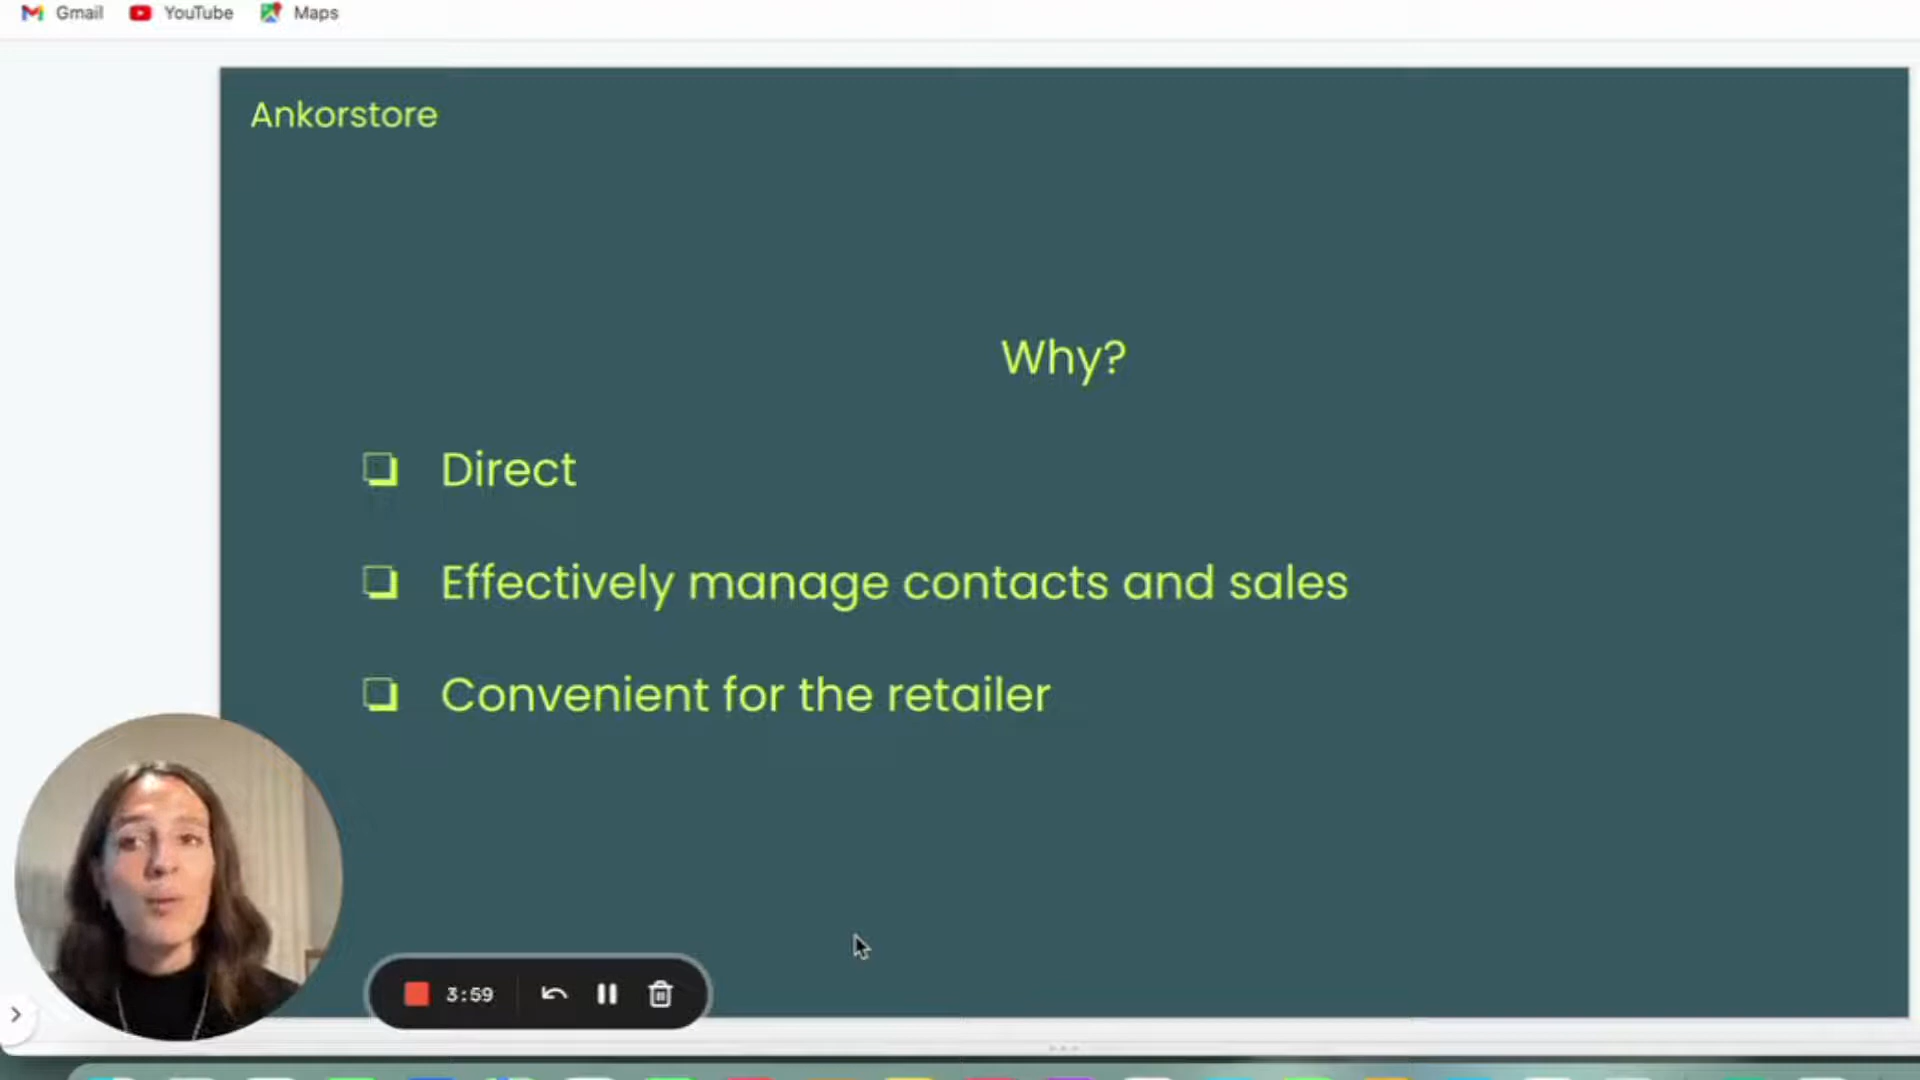 Gmail YouTube Maps
Ankorstore
Why?
Direct
Effectively manage contacts and sales
Convenient for the retailer
3:59